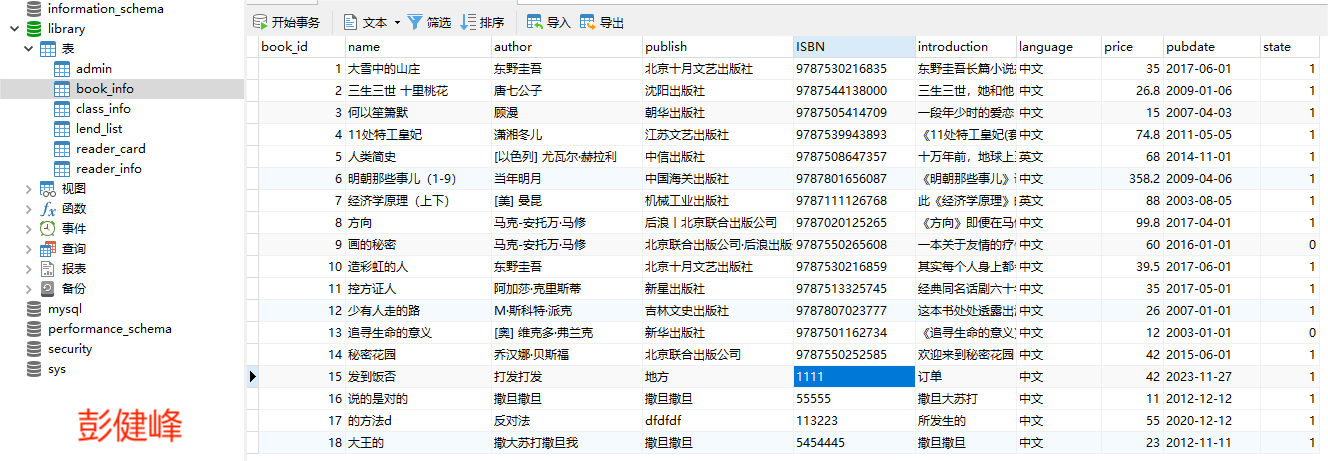 information_schema
library
表
admin
book_info
class_info
lend_list
reader_card
reader_info
视图
函数
事件
查询
报表
备份
mysql
performance_schema
security
sys
彭健峰
开始事务 文本 筛选 排序 导入 导出
book_id name author publish ISBN introduction language price pubdate state
1 大雪中的山庄 东野圭吾 北京十月文艺出版社 9787530216835 东野圭吾长篇小说 中文 35 2017-06-01 1
2 三生三世 十里桃花 唐七公子 沈阳出版社 9787544138000 三生三世，她和他 中文 26.8 2009-01-06 1
3 何以笙箫默 顾漫 朝华出版社 9787505414709 一段年少时的爱恋 中文 15 2007-04-03 1
4 11处特工皇妃 潇湘冬儿 江苏文艺出版社 9787539943893 《11处特工皇妃(套 中文 74.8 2011-05-05 1
5 人类简史 [以色列] 尤瓦尔·赫拉利 中信出版社 9787508647357 十万年前，地球上 英文 68 2014-11-01 1
6 明朝那些事儿（1-9） 当年明月 中国海关出版社 9787801656087 《明朝那些事儿》 中文 358.2 2009-04-06 1
7 经济学原理（上下） [美] 曼昆 机械工业出版社 9787111126768 此《经济学原理》 英文 88 2003-08-05 1
8 方向 马克-安托万·马修 后浪丨北京联合出版公司 9787020125265 《方向》即便在马 中文 99.8 2017-04-01 1
9 画的秘密 马克-安托万·马修 北京联合出版公司·后浪出版 9787550265608 一本关于友情的疗 中文 60 2016-01-01 0
10 造彩虹的人 东野圭吾 北京十月文艺出版社 9787530216859 其实每个人身上都 中文 39.5 2017-06-01 1
11 控方证人 阿加莎·克里斯蒂 新星出版社 9787513325745 经典同名话剧六十 中文 35 2017-05-01 1
12 少有人走的路 M·斯科特·派克 吉林文史出版社 9787807023777 这本书处处透露出 中文 26 2007-01-01 1
13 追寻生命的意义 [奥] 维克多·弗兰克 新华出版社 9787501162734 《追寻生命的意义 中文 12 2003-01-01 0
14 秘密花园 乔汉娜·贝斯福 北京联合出版公司 9787550252585 欢迎来到秘密花园 中文 42 2015-06-01 1
15 发到饭否 打发打发 地方 1111 订单 中文 42 2023-11-27 1
16 说的是对的 撒旦撒旦 撒旦撒旦 55555 撒旦大苏打 中文 11 2012-12-12 1
17 的方法d 反对法 dfdfdf 113223 所发生的 中文 55 2020-12-12 1
18 大王的 撒大苏打撒旦我 撒旦撒旦 5454445 撒旦撒旦 中文 23 2012-11-11 1